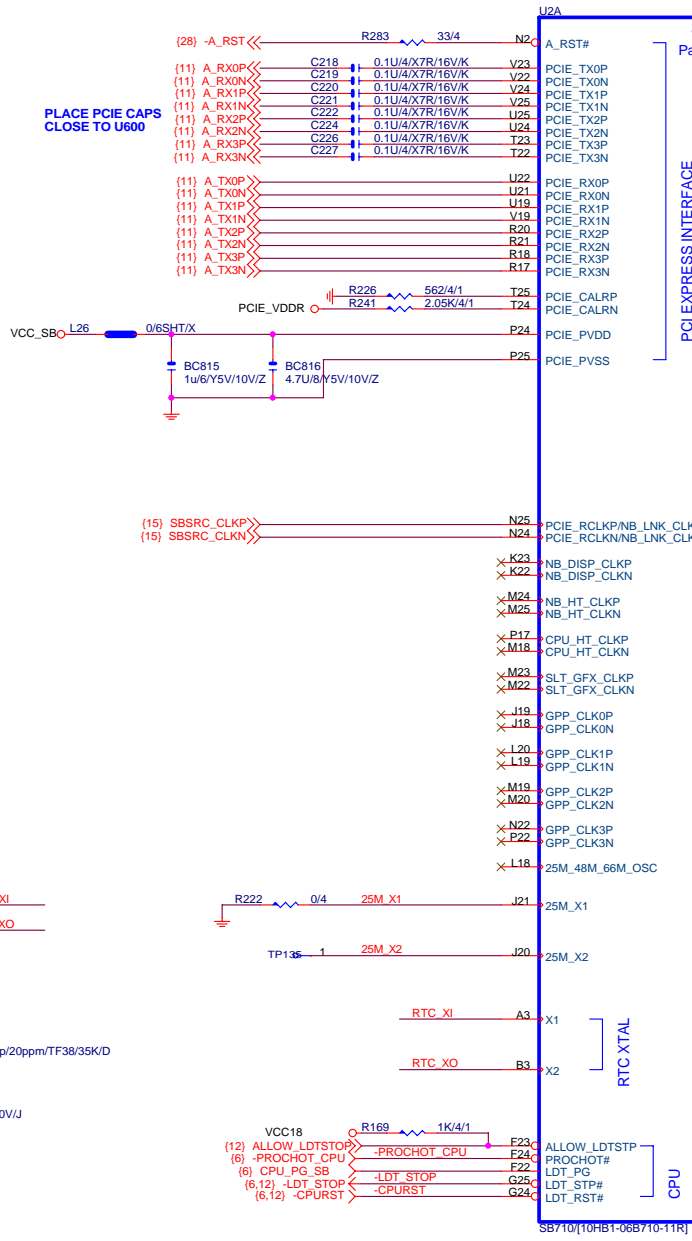 U2A
{28} -A_RST R283 33/4 N2 A_RST#
Pa
{11} A_RX0P C218 0.1U/4/X7R/16V/K V23 PCIE_TX0P
{11} A_RX0N C219 0.1U/4/X7R/16V/K V22 PCIE_TX0N
{11} A_RX1P C220 0.1U/4/X7R/16V/K V24 PCIE_TX1P
{11} A_RX1N C221 0.1U/4/X7R/16V/K V25 PCIE_TX1N
{11} A_RX2P C222 0.1U/4/X7R/16V/K U25 PCIE_TX2P
{11} A_RX2N C224 0.1U/4/X7R/16V/K U24 PCIE_TX2N
{11} A_RX3P C226 0.1U/4/X7R/16V/K T23 PCIE_TX3P
{11} A_RX3N C227 0.1U/4/X7R/16V/K T22 PCIE_TX3N
PLACE PCIE CAPS
CLOSE TO U600
{11} A_TX0P U22 PCIE_RX0P
{11} A_TX0N U21 PCIE_RX0N
{11} A_TX1P U19 PCIE_RX1P
{11} A_TX1N V19 PCIE_RX1N
{11} A_TX2P R20 PCIE_RX2P
{11} A_TX2N R21 PCIE_RX2N
{11} A_TX3P R18 PCIE_RX3P
{11} A_TX3N R17 PCIE_RX3N
PCI EXPRESS INTERFACE
R226 562/4/1 T25 PCIE_CALRP
PCIE_VDDR R241 2.05K/4/1 T24 PCIE_CALRN
VCC_SB L26 0/6SHT/X P24 PCIE_PVDD
P25 PCIE_PVSS
BC815
1u/6/Y5V/10V/Z
BC816
4.7U/8/Y5V/10V/Z
{15} SBSRC_CLKP N25 PCIE_RCLKP/NB_LNK_CLK
{15} SBSRC_CLKN N24 PCIE_RCLKN/NB_LNK_CLK
K23 NB_DISP_CLKP
K22 NB_DISP_CLKN
M24 NB_HT_CLKP
M25 NB_HT_CLKN
P17 CPU_HT_CLKP
M18 CPU_HT_CLKN
M23 SLT_GFX_CLKP
M22 SLT_GFX_CLKN
J19 GPP_CLK0P
J18 GPP_CLK0N
L20 GPP_CLK1P
L19 GPP_CLK1N
M19 GPP_CLK2P
M20 GPP_CLK2N
N22 GPP_CLK3P
P22 GPP_CLK3N
L18 25M_48M_66M_OSC
XI
R222 0/4 25M_X1 J21 25M_X1
XO
TP135 1 25M_X2 J20 25M_X2
RTC_XI A3 X1
p/20ppm/TF38/35K/D
RTC_XO B3 X2
RTC XTAL
0V/J
VCC18 R169 1K/4/1
{12} ALLOW_LDTSTOP F23 ALLOW_LDTSTP
{6} -PROCHOT_CPU -PROCHOT_CPU F24 PROCHOT#
{6} CPU_PG_SB F22 LDT_PG
{6,12} -LDT_STOP -LDT_STOP G25 LDT_STP#
{6,12} -CPURST -CPURST G24 LDT_RST#
CPU
SB710/[10HB1-06B710-11R]